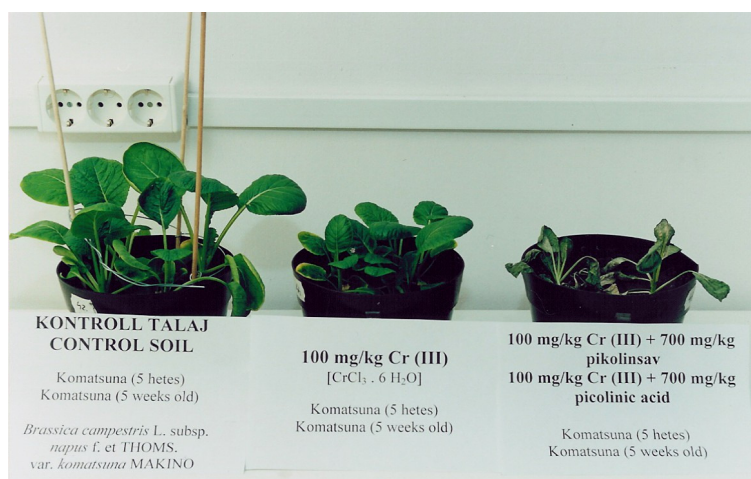 KONTROLL TALAJ
CONTROL SOIL
Komatsuna (5 hetes)
Komatsuna (5 weeks old)
Brassica campestris L. subsp.
napus f. et THOMS.
var. komatsuna MAKINO
100 mg/kg Cr (III)
[CrCl₃ . 6 H₂O]
Komatsuna (5 hetes)
Komatsuna (5 weeks old)
100 mg/kg Cr (III) + 700 mg/kg
pikolinsav
100 mg/kg Cr (III) + 700 mg/kg
picolinic acid
Komatsuna (5 hetes)
Komatsuna (5 weeks old)